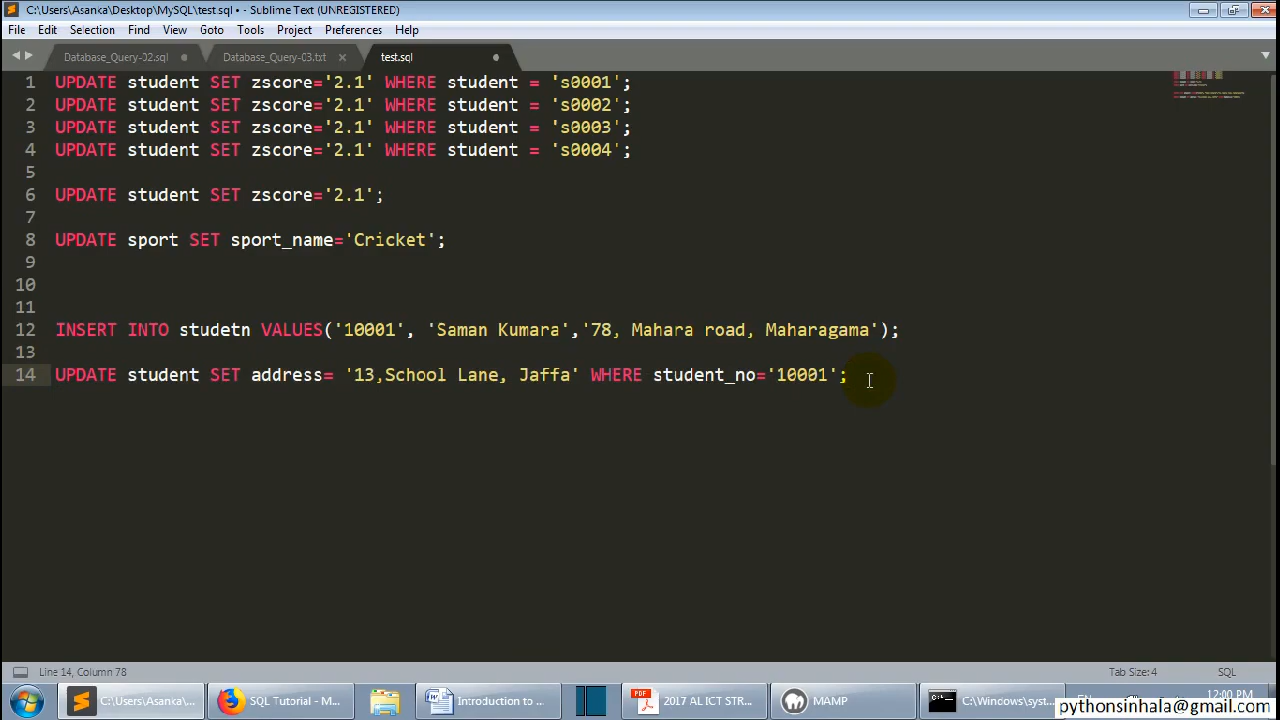 C:\Users\Asanka\Desktop\MySQL\test.sql • - Sublime Text (UNREGISTERED)
File Edit Selection Find View Goto Tools Project Preferences Help
Database_Query-02.sql Database_Query-03.txt test.sql
1 UPDATE student SET zscore='2.1' WHERE student = 's0001';
2 UPDATE student SET zscore='2.1' WHERE student = 's0002';
3 UPDATE student SET zscore='2.1' WHERE student = 's0003';
4 UPDATE student SET zscore='2.1' WHERE student = 's0004';
5
6 UPDATE student SET zscore='2.1';
7
8 UPDATE sport SET sport_name='Cricket';
9
10
11
12 INSERT INTO studetn VALUES('10001', 'Saman Kumara','78, Mahara road, Maharagama');
13
14 UPDATE student SET address= '13,School Lane, Jaffa' WHERE student_no='10001';
Line 14, Column 78 Tab Size:4 SQL
C:\Users\Asanka\... SQL Tutorial - M... Introduction to ... 2017 AL ICT STR... MAMP C:\Windows\syst... 12:00 PM
pythonsinhala@gmail.com